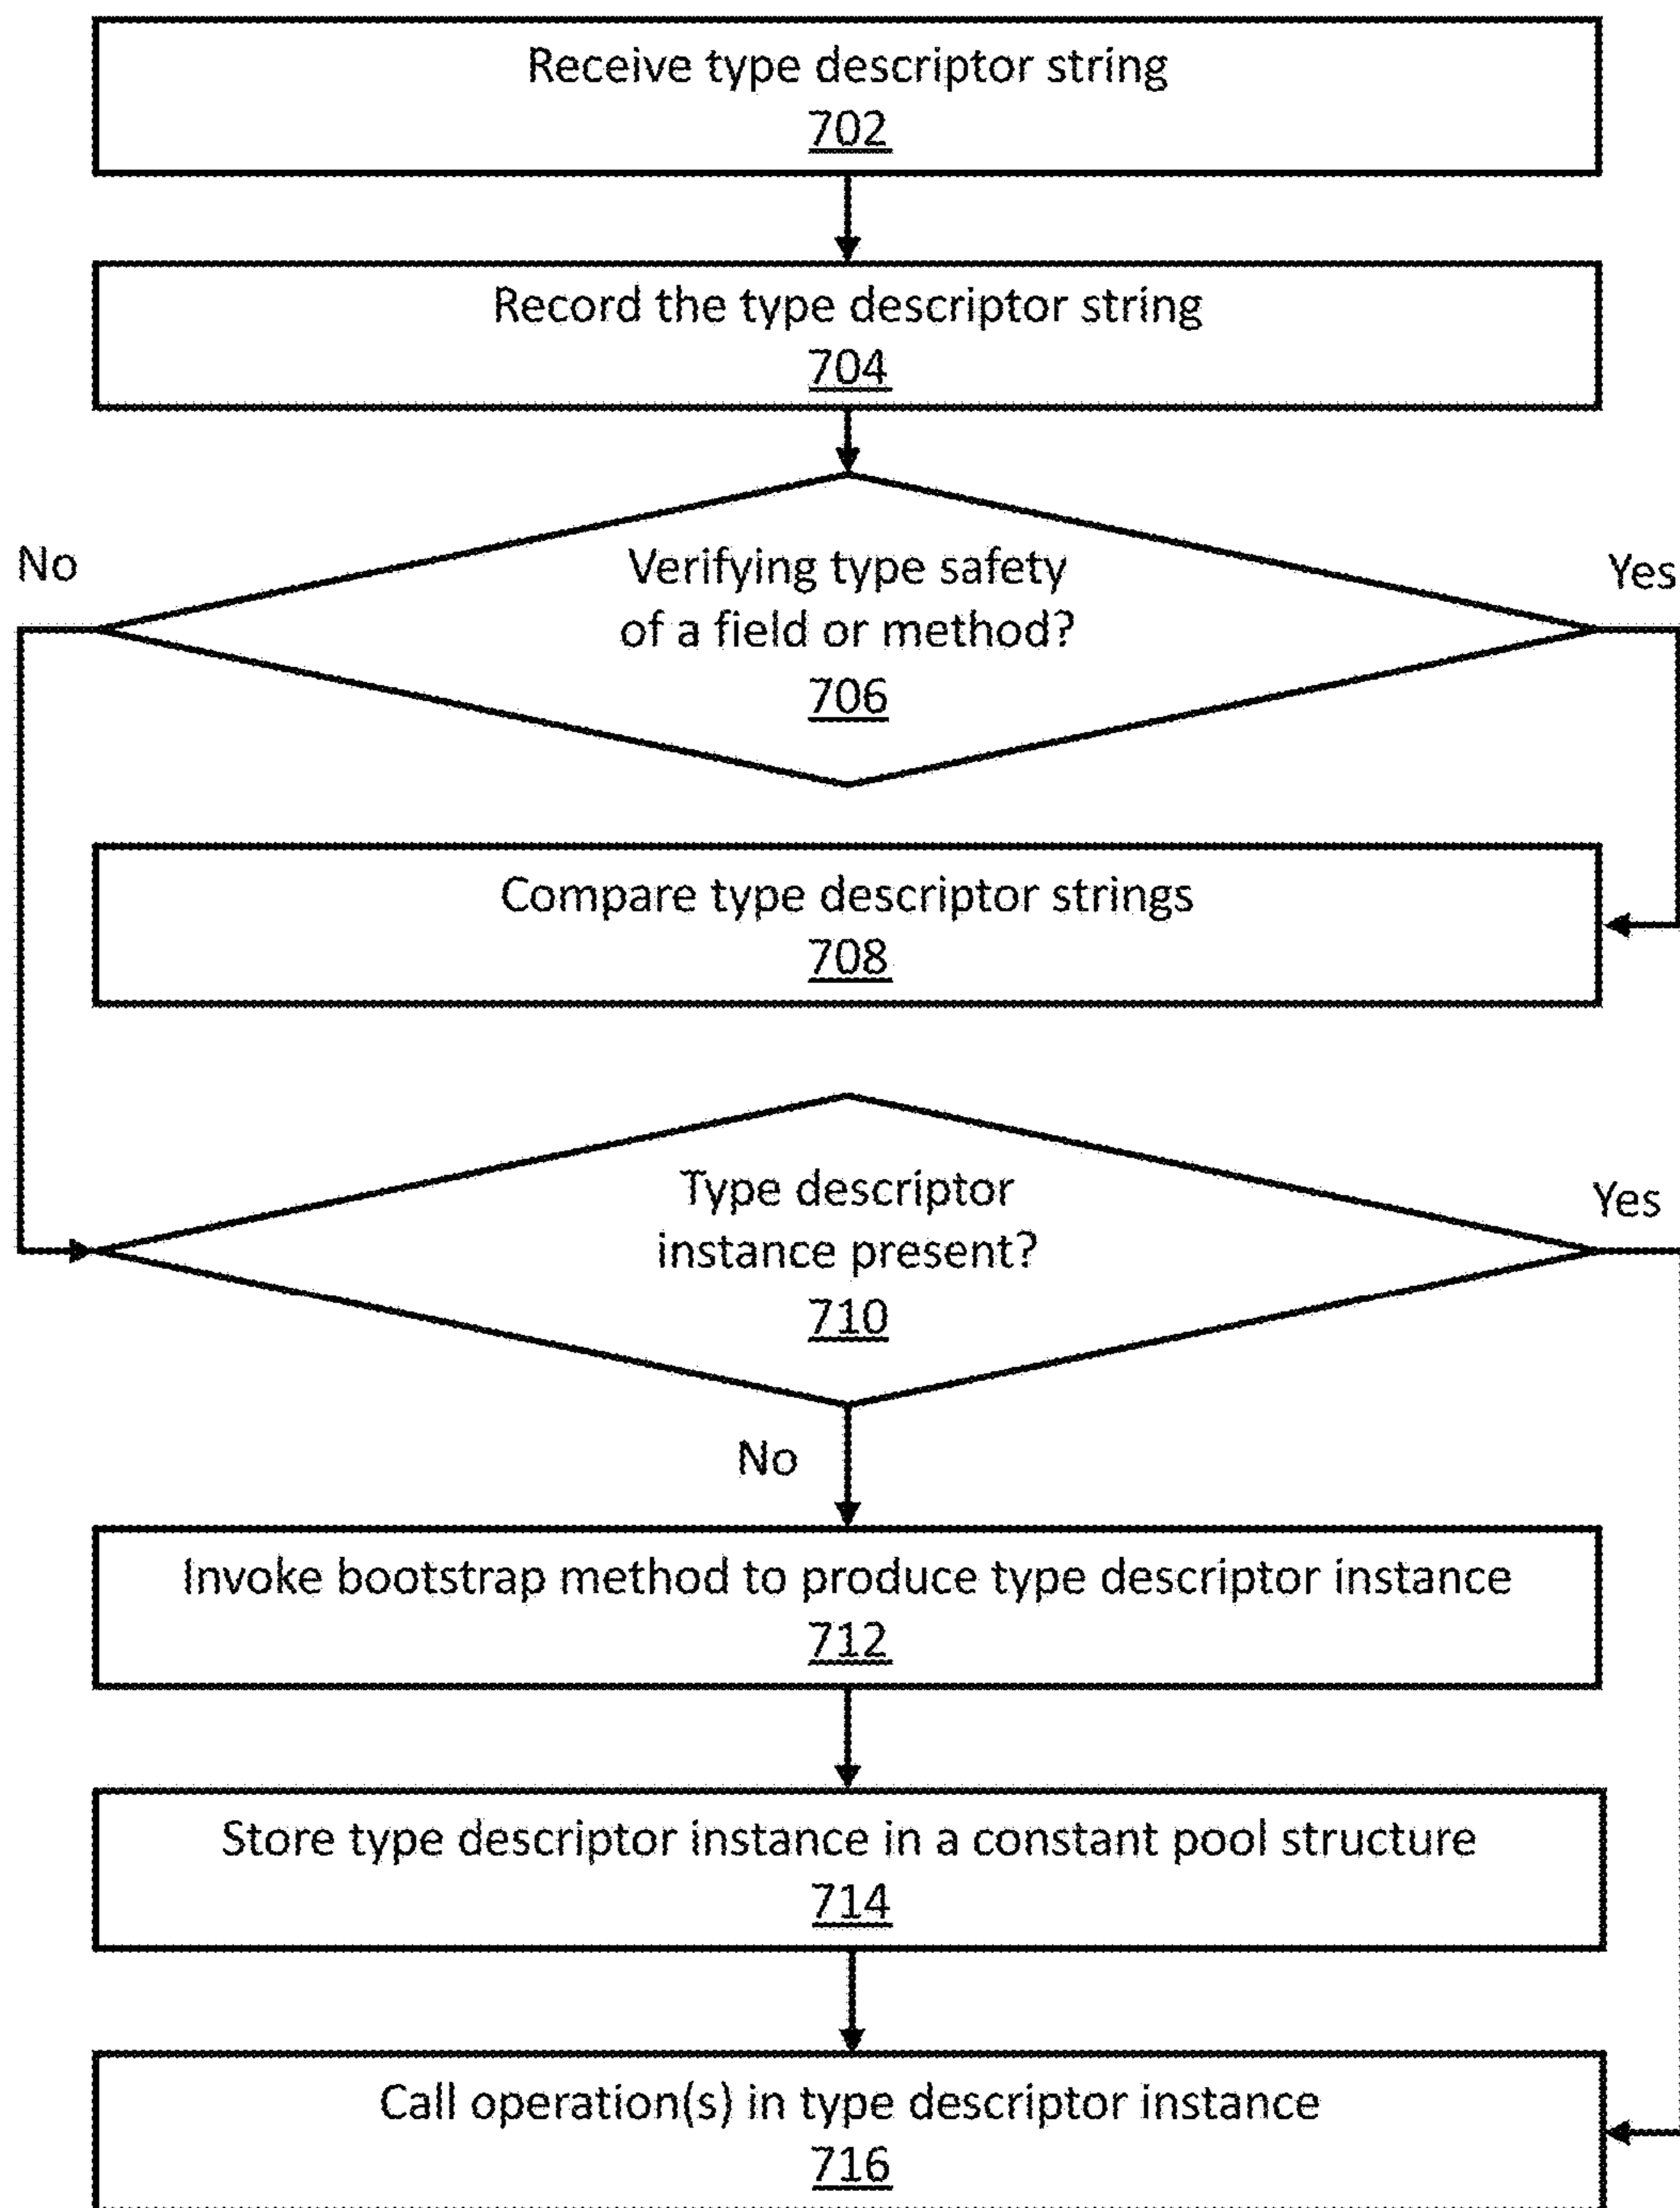 Receive type descriptor string
702
Record the type descriptor string
704
No
Yes
Verifying type safety
of a field or method?
706
Compare type descriptor strings
708
Type descriptor
instance present?
710
Yes
No
Invoke bootstrap method to produce type descriptor instance
712
Store type descriptor instance in a constant pool structure
714
Call operation(s) in type descriptor instance
716